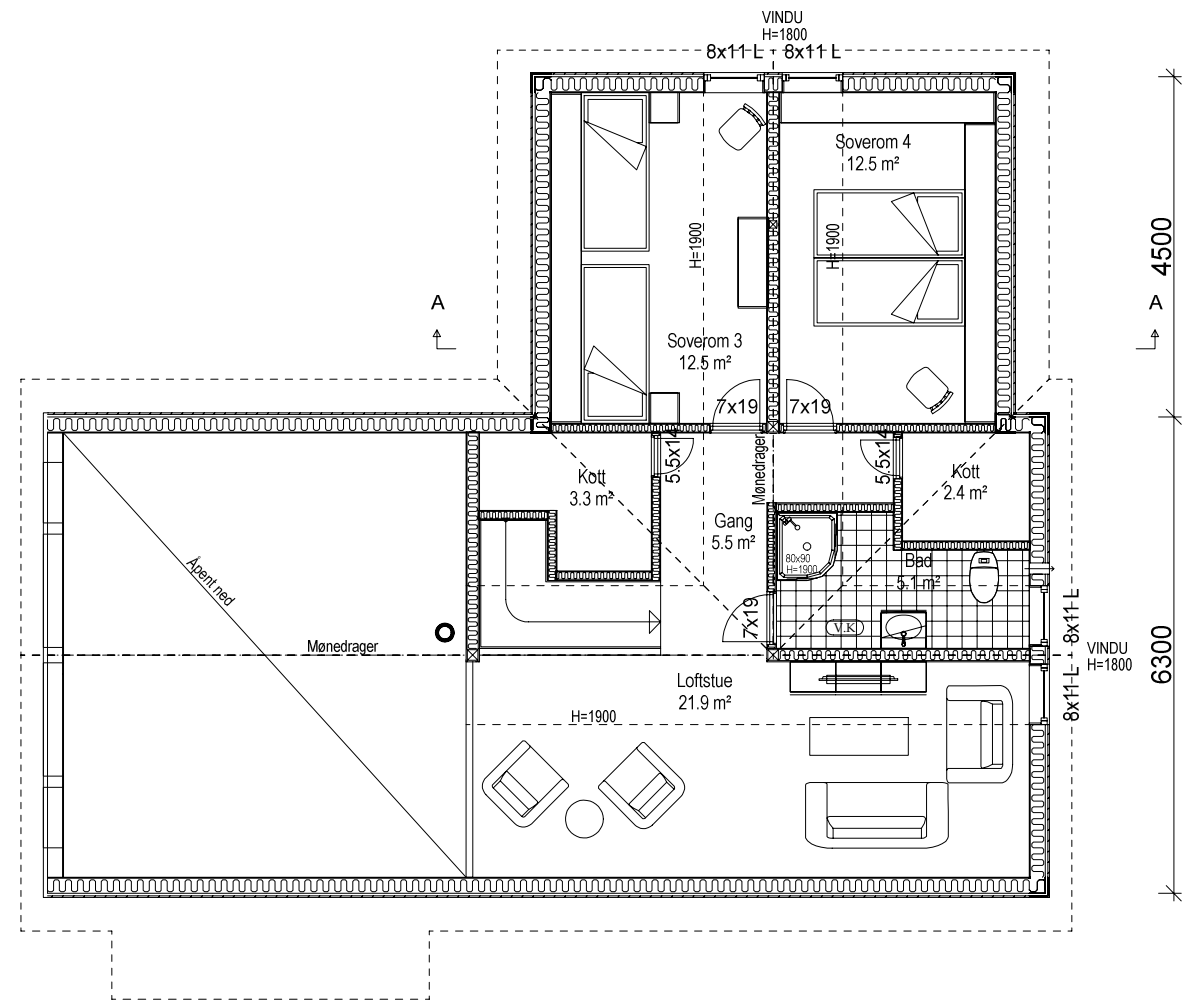 VINDU
H=1800
8x11 L
8x11 L
Soverom 4
12.5 m²
H=1900
H=1900
4500
A
A
Soverom 3
12.5 m²
7x19
7x19
5.5x14
Mønedrager
5.5x14
Kott
3.3 m²
Kott
2.4 m²
Gang
5.5 m²
80x90
H=1900
Bad
5.1 m²
Åpent ned
7x19
V.K
8x11 L
Mønedrager
VINDU
H=1800
6300
Loftstue
21.9 m²
8x11 L
H=1900